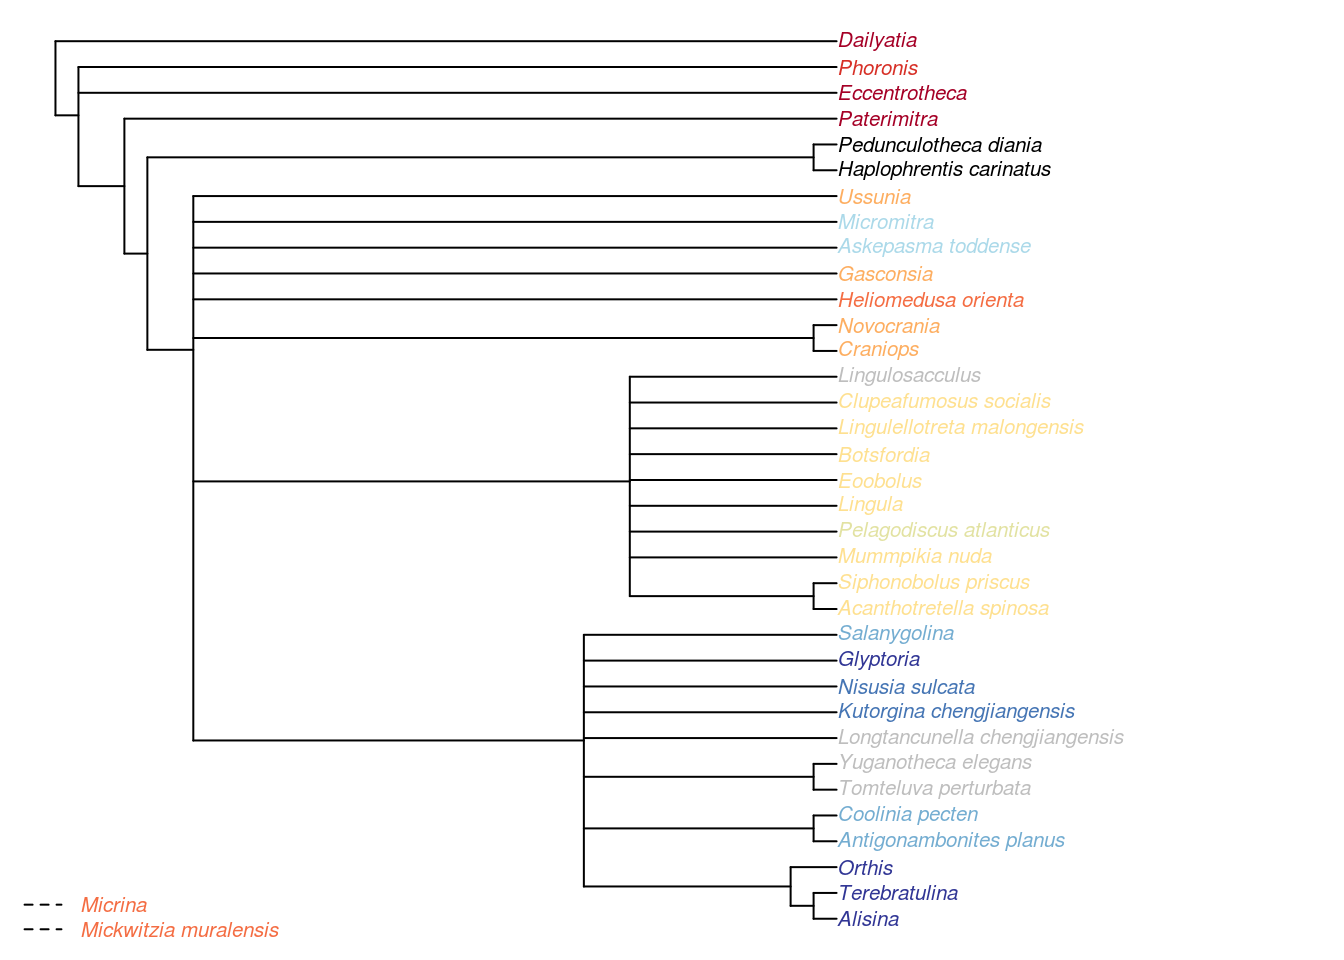 Dailyatia
Phoronis
Eccentrotheca
Paterimitra
Pedunculotheca diania
Haplophrentis carinatus
Ussunia
Micromitra
Askepasma toddense
Gasconsia
Heliomedusa orienta
Novocrania
Craniops
Lingulosacculus
Clupeafumosus socialis
Lingulellotreta malongensis
Botsfordia
Eoobolus
Lingula
Pelagodiscus atlanticus
Mummpikia nuda
Siphonobolus priscus
Acanthotretella spinosa
Salanygolina
Glyptoria
Nisusia sulcata
Kutorgina chengjiangensis
Longtancunella chengjiangensis
Yuganotheca elegans
Tomteluva perturbata
Coolinia pecten
Antigonambonites planus
Orthis
Terebratulina
Alisina
Micrina
Mickwitzia muralensis